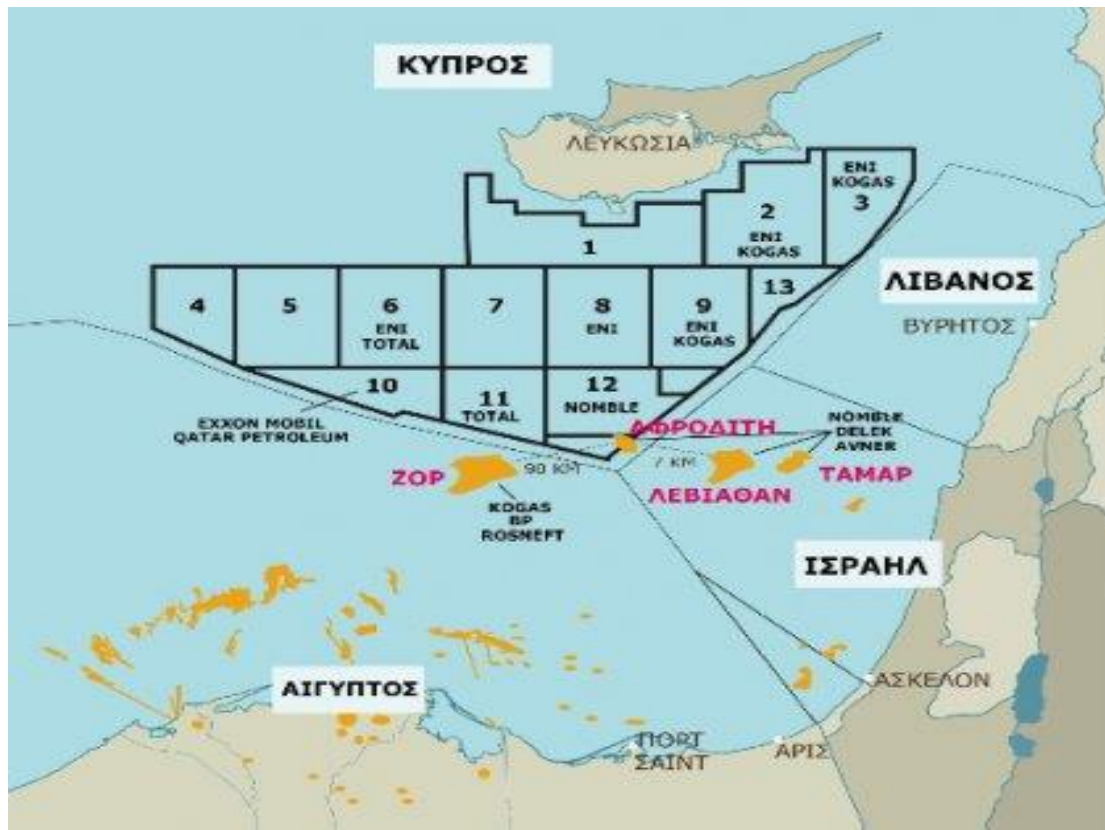 ΚΥΠΡΟΣ
ΛΕΥΚΩΣΙΑ
ENI
KOGAS
3
2
ENI
KOGAS
1
13
ΛΙΒΑΝΟΣ
ΒΥΡΗΤΟΣ
4
5
6
ENI
TOTAL
7
8
ENI
9
ENI
KOGAS
10
EXXON MOBIL
QATAR PETROLEUM
11
TOTAL
12
NOMBLE
ΑΦΡΟΔΙΤΗ
NOMBLE
DELEK
AVNER
ΖΟΡ
90 KM
7 KM
ΛΕΒΙΑΘΑΝ
ΤΑΜΑΡ
KOGAS
BP
ROSNEFT
ΙΣΡΑΗΛ
ΑΙΓΥΠΤΟΣ
ΑΣΚΕΛΟΝ
ΠΟΡΤ
ΣΑΙΝΤ
ΑΡΙΣ